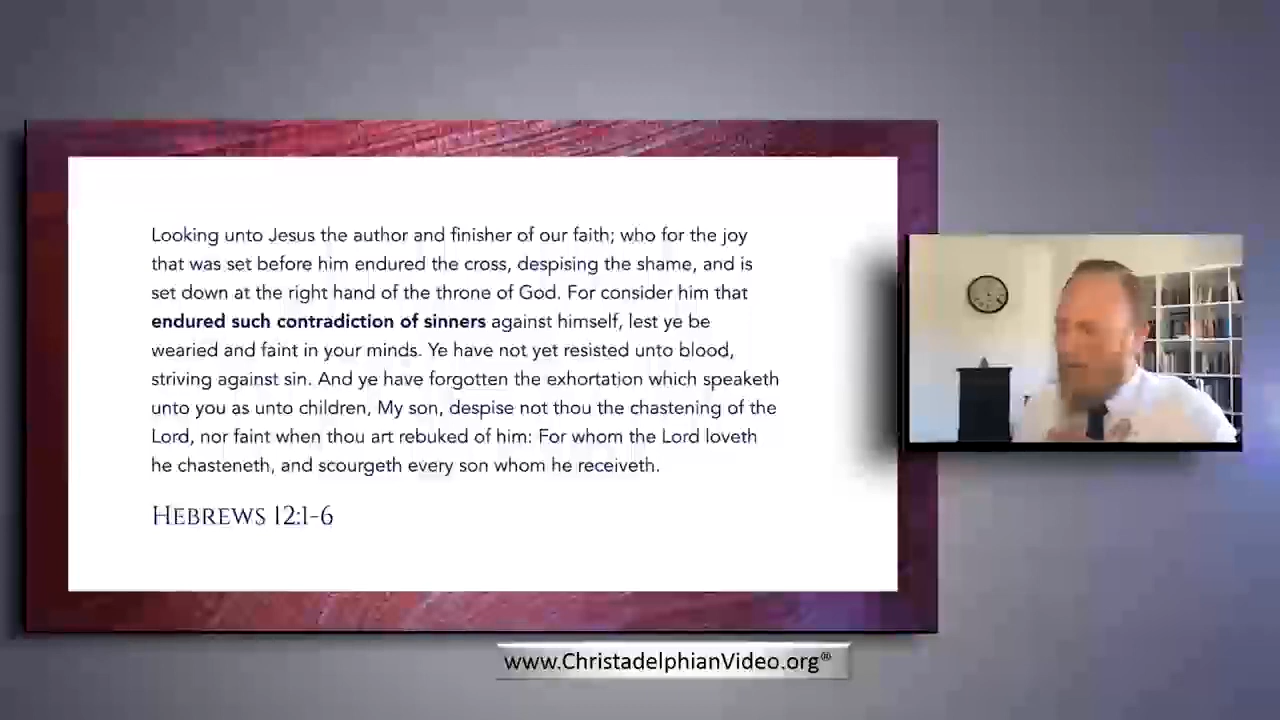 Looking unto Jesus the author and finisher of our faith; who for the joy
that was set before him endured the cross, despising the shame, and is
set down at the right hand of the throne of God. For consider him that
endured such contradiction of sinners against himself, lest ye be
wearied and faint in your minds. Ye have not yet resisted unto blood,
striving against sin. And ye have forgotten the exhortation which speaketh
unto you as unto children, My son, despise not thou the chastening of the
Lord, nor faint when thou art rebuked of him: For whom the Lord loveth
he chasteneth, and scourgeth every son whom he receiveth.
HEBREWS 12:1-6
www.ChristadelphianVideo.org®